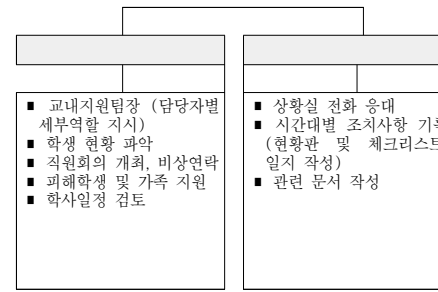 ■ 교내지원팀장 (담당자별
세부역할 지시)
■ 학생 현황 파악
■ 직원회의 개최, 비상연락
■ 피해학생 및 가족 지원
■ 학사일정 검토
■ 상황실 전화 응대
■ 시간대별 조치사항
(현황판 및 체크리스트
일지 작성)
■ 관련 문서 작성